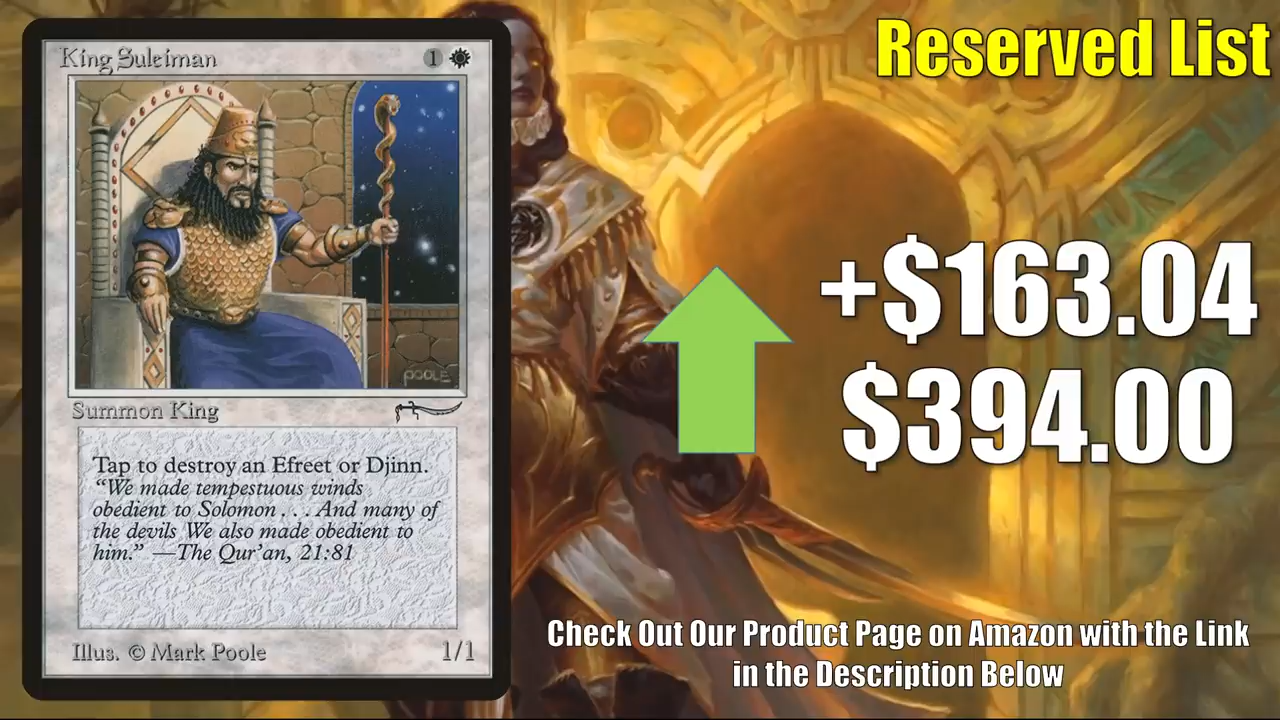 King Suleiman 1
POOLE
Summon King
Tap to destroy an Efreet or Djinn.
“We made tempestuous winds
obedient to Solomon . . . And many of
the devils We also made obedient to
him.” —The Qur'an, 21:81
Illus. © Mark Poole 1/1
Reserved List
+$163.04
$394.00
Check Out Our Product Page on Amazon with the Link
in the Description Below